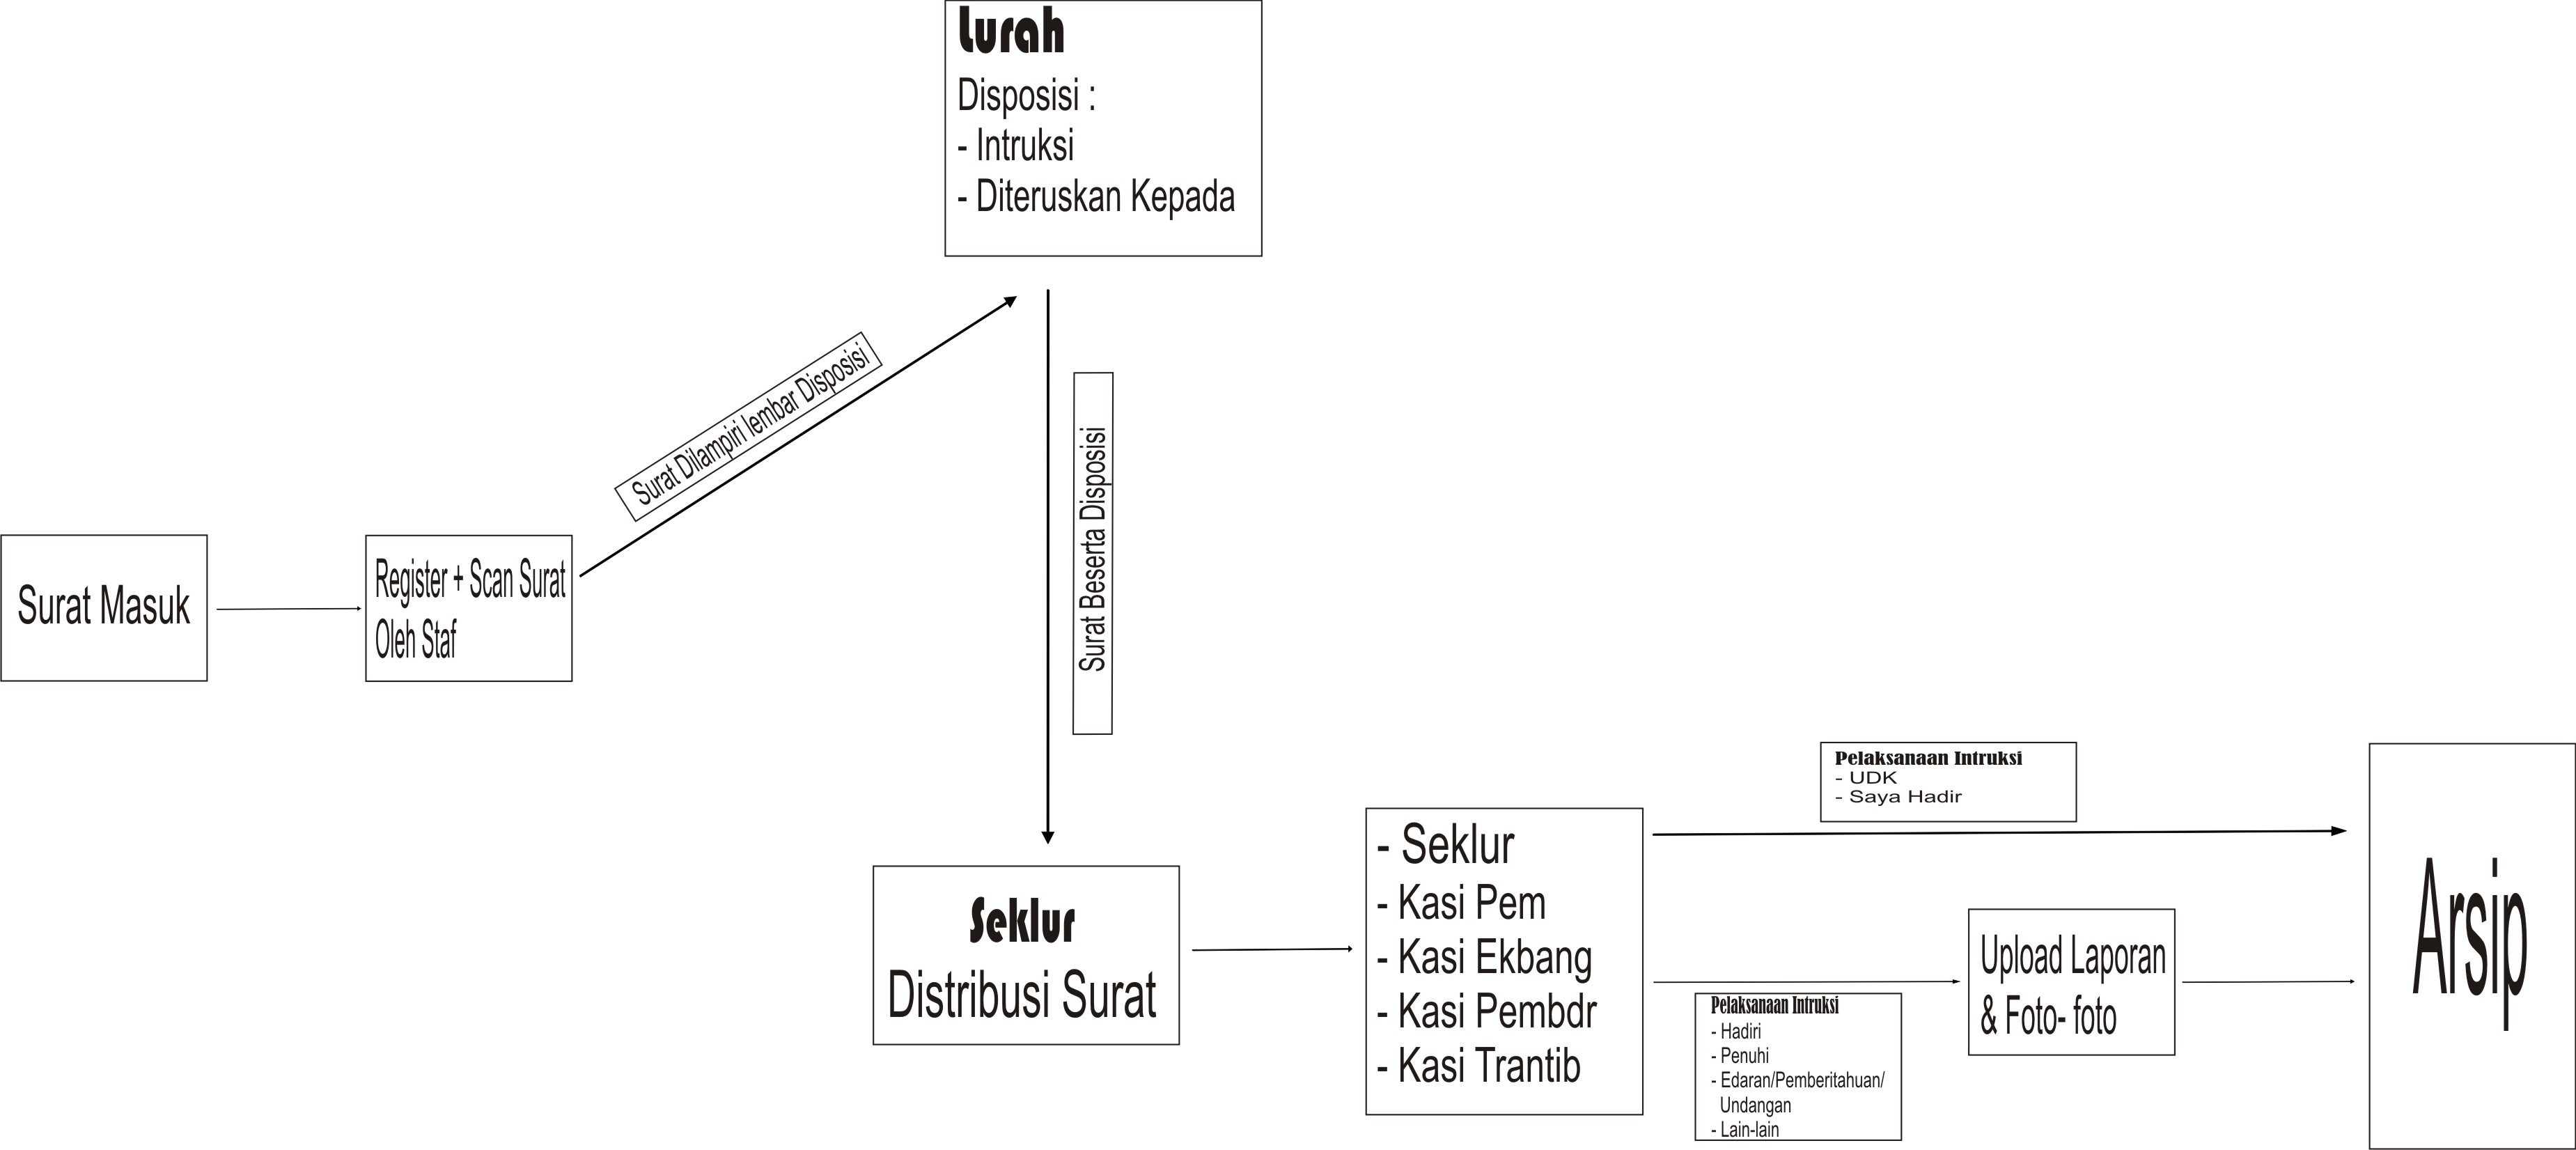 Lurah
Disposisi :
- Intruksi
- Diteruskan Kepada
Surat Dilampiri lembar Disposisi
Surat Beserta Disposisi
Surat Masuk
Register + Scan Surat
Oleh Staf
Seklur
Distribusi Surat
- Seklur
- Kasi Pem
- Kasi Ekbang
- Kasi Pembdr
- Kasi Trantib
Pelaksanaan Intruksi
- UDK
- Saya Hadir
Pelaksanaan Intruksi
- Hadiri
- Penuhi
- Edaran/Pemberitahuan/
Undangan
- Lain-lain
Upload Laporan
& Foto- foto
Arsip